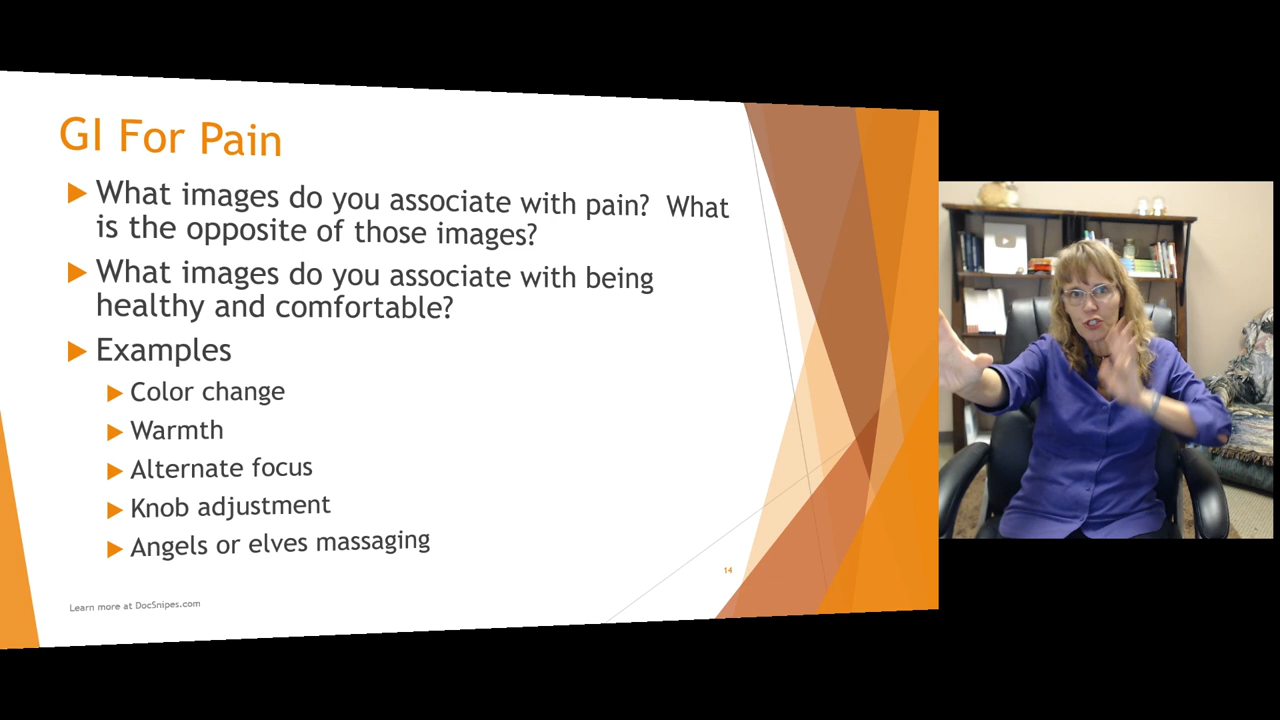 GI For Pain
What images do you associate with pain?  What
is the opposite of those images?
What images do you associate with being
healthy and comfortable?
Examples
Color change
Warmth
Alternate focus
Knob adjustment
Angels or elves massaging
14
Learn more at DocSnipes.com